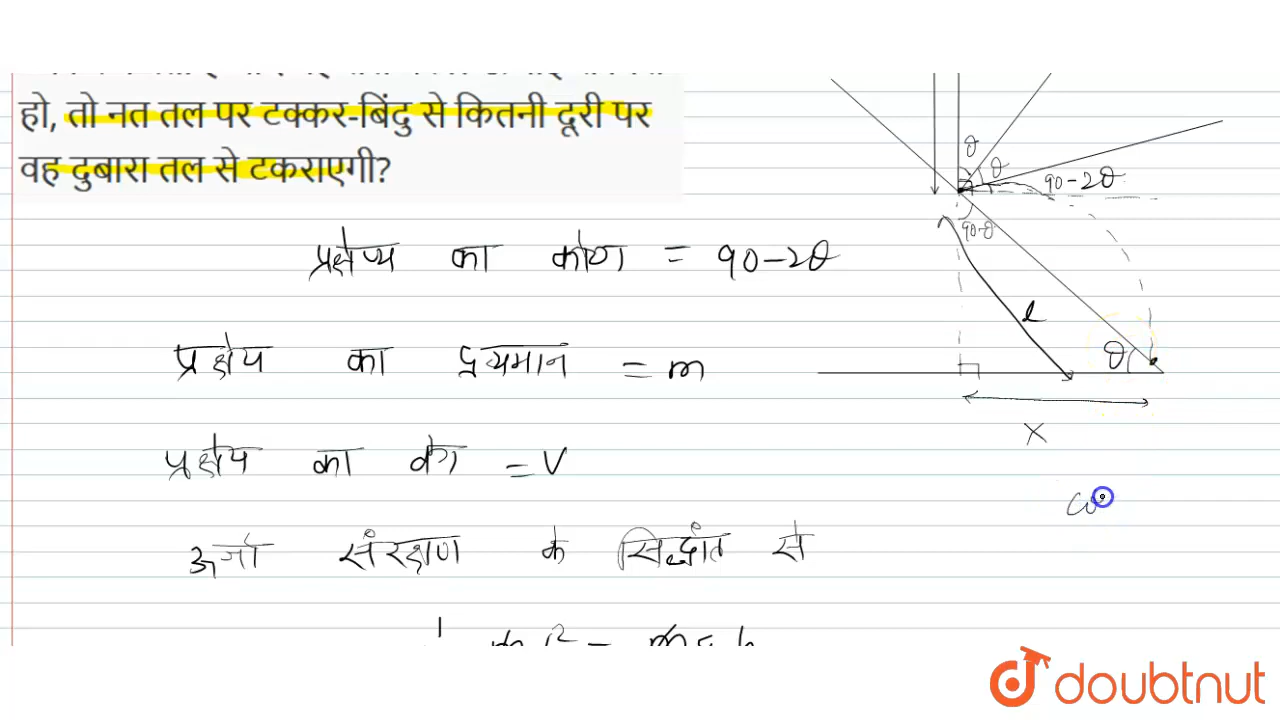 हो, तो नत तल पर टक्कर-बिंदु से कितनी दूरी पर
वह दुबारा तल से टकराएगी?
θ
θ
90-2θ
90-θ
प्रक्षेप्य का कोण = 90-2θ
l
θ
प्रक्षेय का द्रव्यमान = m
x
प्रक्षेय का वेग = v
co
ऊर्जा संरक्षण के सिद्धांत से
doubtnut